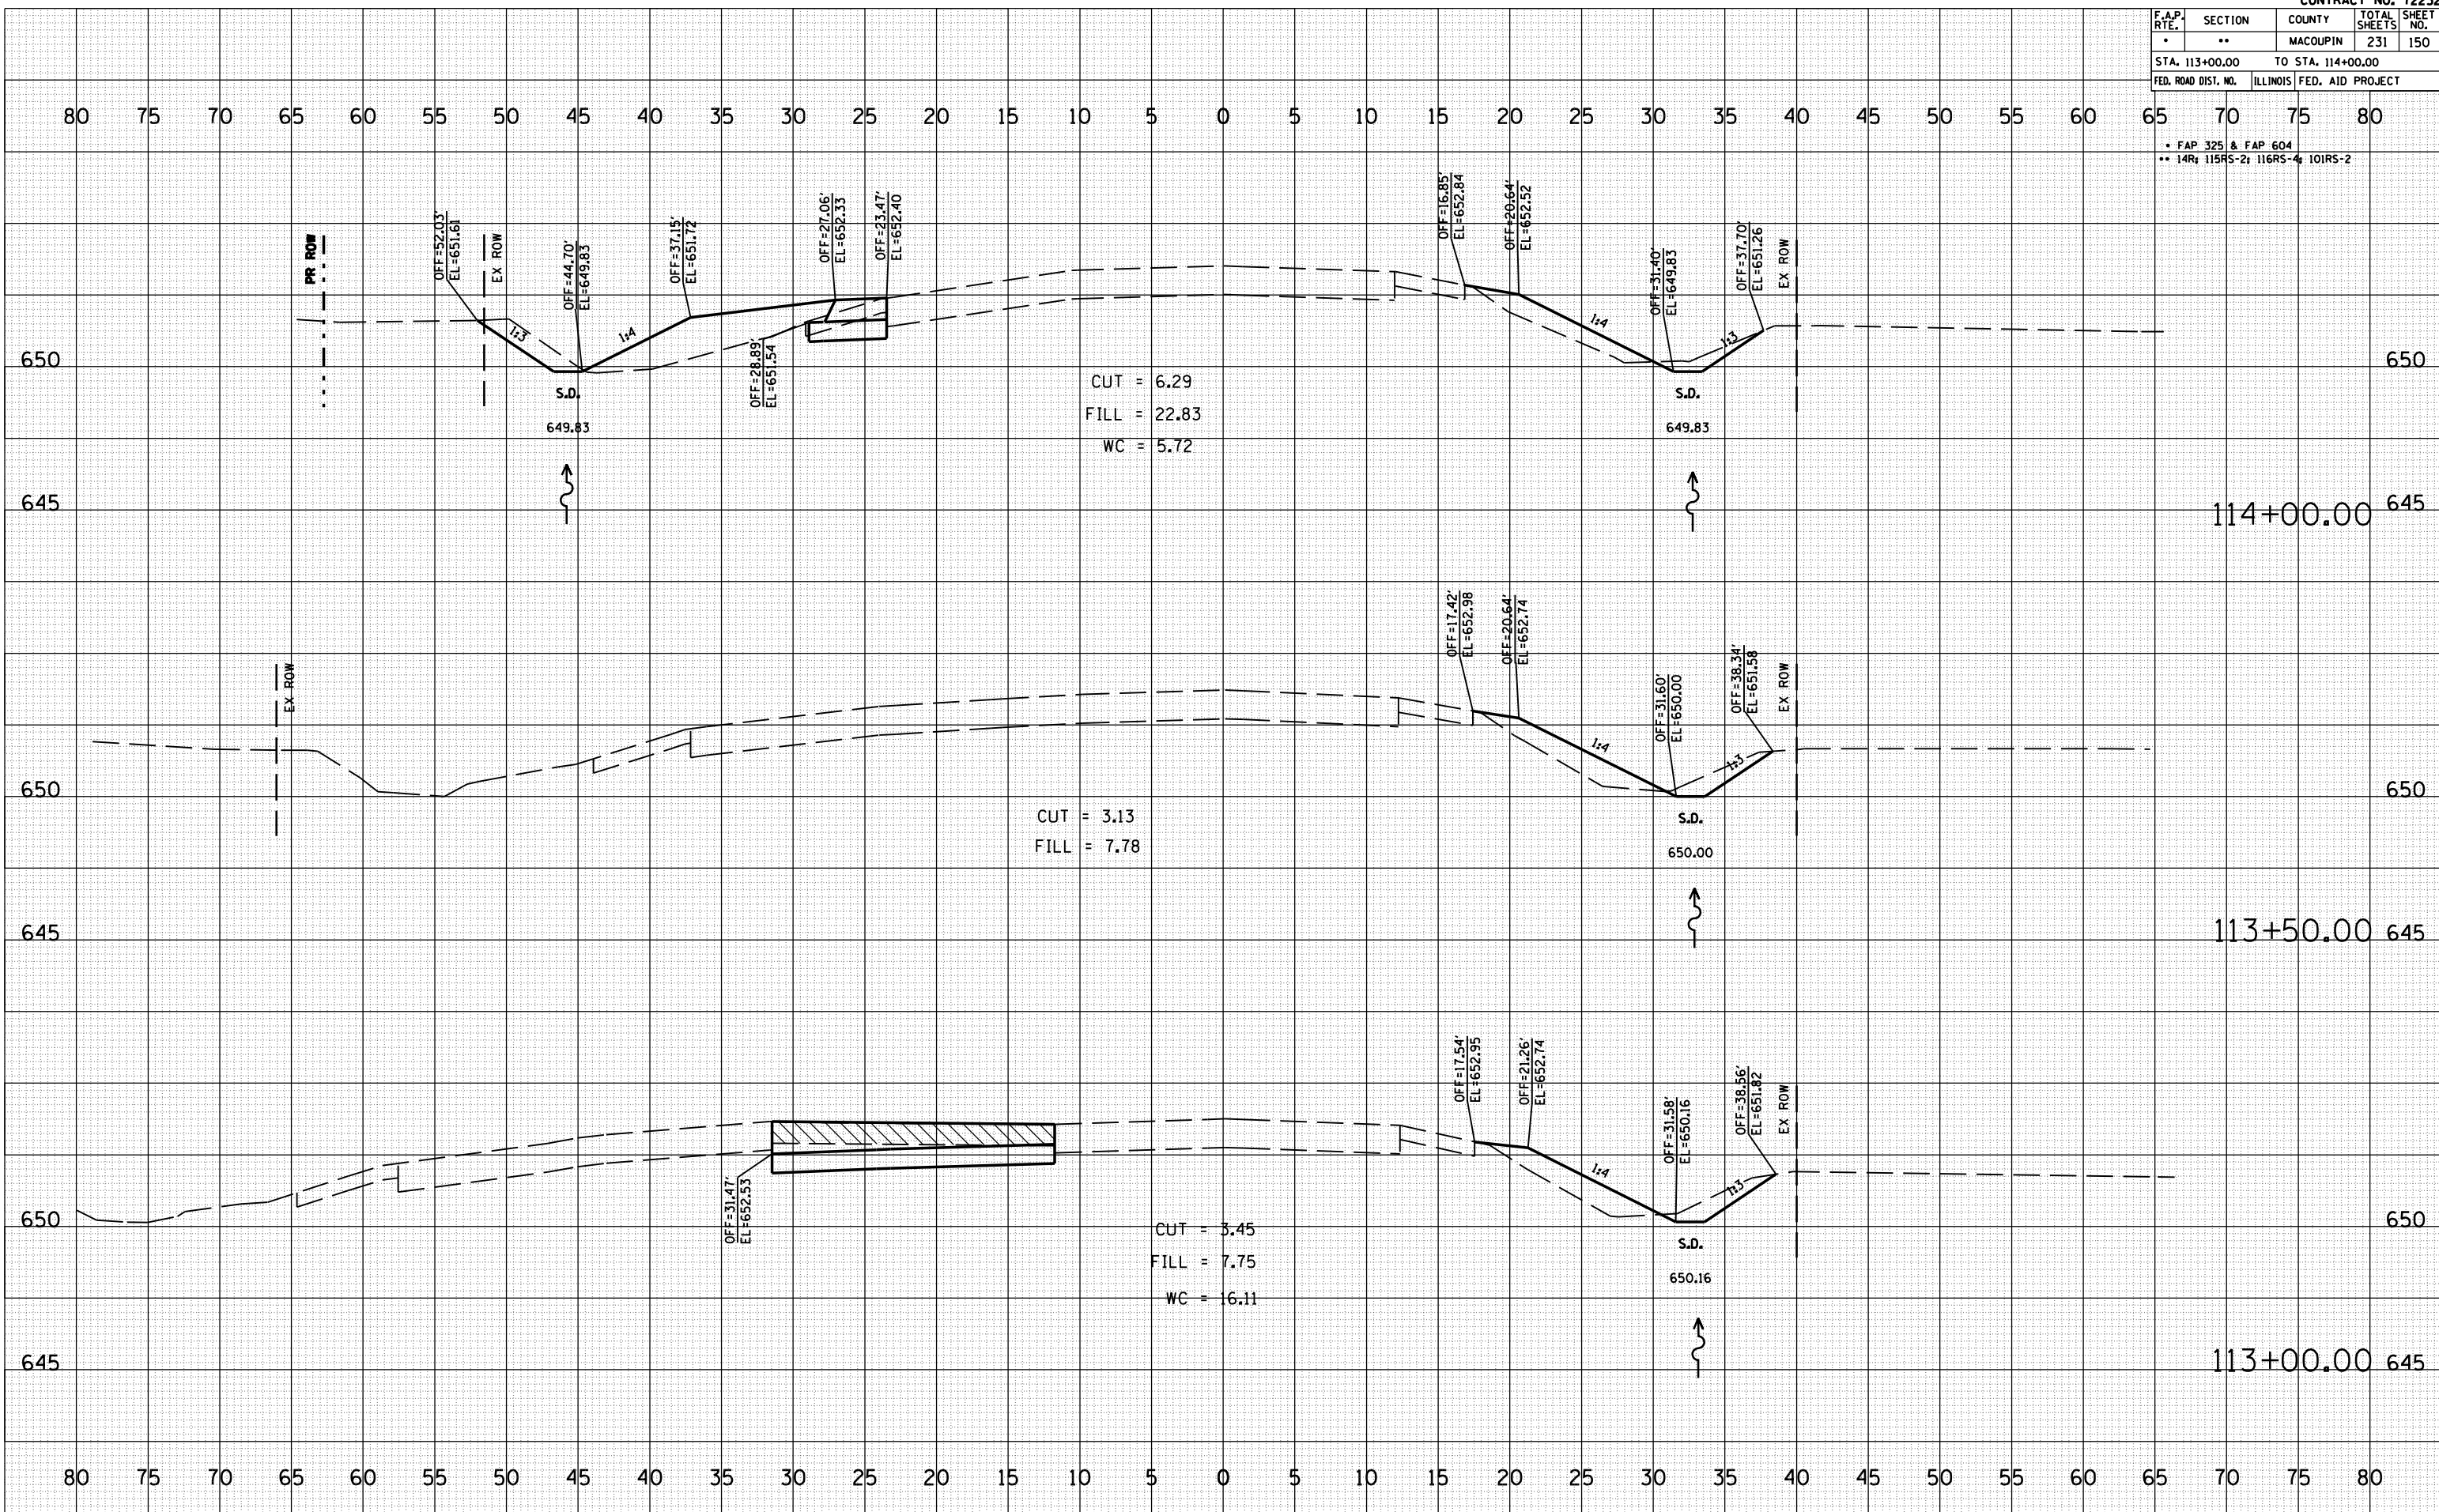 CONTRACT NO. 72232
F.A.P. RTE. SECTION COUNTY TOTAL SHEETS SHEET NO.
• •• MACOUPIN 231 150
STA. 113+00.00 TO STA. 114+00.00
FED. ROAD DIST. NO. ILLINOIS FED. AID PROJECT
80 75 70 65 60 55 50 45 40 35 30 25 20 15 10 5 0 5 10 15 20 25 30 35 40 45 50 55 60 65 70 75 80
• FAP 325 & FAP 604
•• 14R; 115RS-2; 116RS-4; 101RS-2
PR ROW
OFF=52.03'
EL=651.61
EX ROW
OFF=44.70'
EL=649.83
OFF=37.15'
EL=651.72
OFF=27.06'
EL=652.33
OFF=23.47'
EL=652.40
OFF=16.85'
EL=652.84
OFF=20.64'
EL=652.52
OFF=31.40'
EL=649.83
OFF=37.70'
EL=651.26
EX ROW
1:3
1:4
1:4
1:3
OFF=28.89'
EL=651.54
650 650
S.D.
649.83
CUT = 6.29
FILL = 22.83
WC = 5.72
S.D.
649.83
645 114+00.00 645
EX ROW
OFF=17.42'
EL=652.98
OFF=20.64'
EL=652.74
OFF=31.60'
EL=650.00
OFF=38.34'
EL=651.58
EX ROW
1:4
1:3
650 650
CUT = 3.13
FILL = 7.78
S.D.
650.00
645 113+50.00 645
OFF=17.54'
EL=652.95
OFF=21.26'
EL=652.74
OFF=31.58'
EL=650.16
OFF=38.56'
EL=651.82
EX ROW
1:4
1:3
OFF=31.47'
EL=652.53
650 650
CUT = 3.45
FILL = 7.75
WC = 16.11
S.D.
650.16
645 113+00.00 645
80 75 70 65 60 55 50 45 40 35 30 25 20 15 10 5 0 5 10 15 20 25 30 35 40 45 50 55 60 65 70 75 80